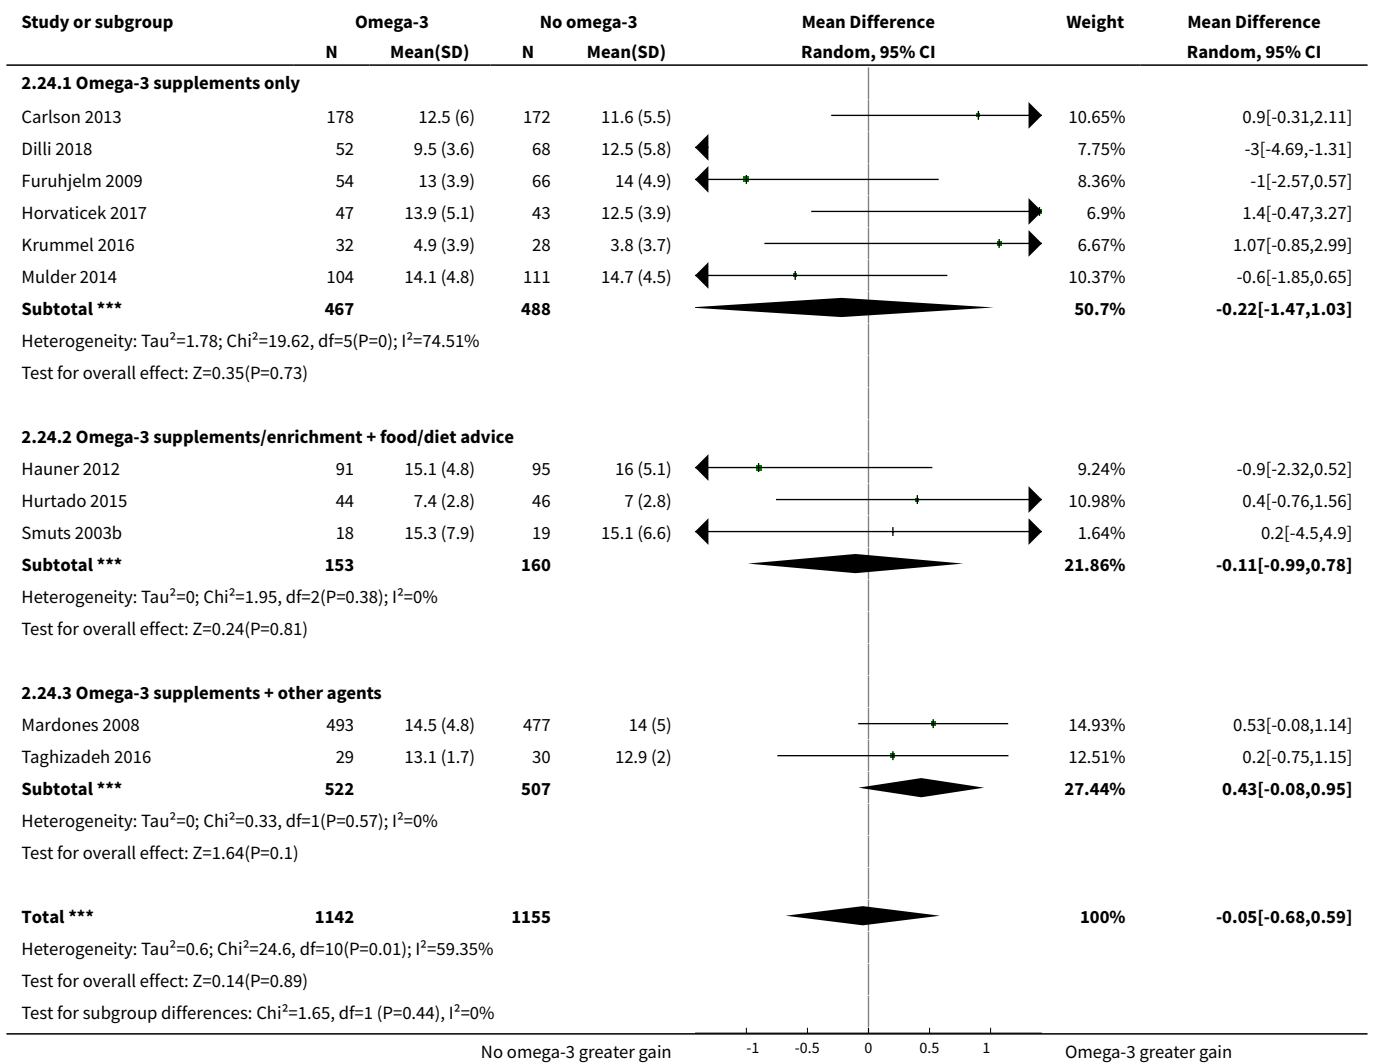 Study or subgroup Omega-3 No omega-3 Mean Difference Weight Mean Difference
N Mean(SD) N Mean(SD) Random, 95% CI Random, 95% CI
2.24.1 Omega-3 supplements only
Carlson 2013 178 12.5 (6) 172 11.6 (5.5) 10.65% 0.9[-0.31,2.11]
Dilli 2018 52 9.5 (3.6) 68 12.5 (5.8) 7.75% -3[-4.69,-1.31]
Furuhjelm 2009 54 13 (3.9) 66 14 (4.9) 8.36% -1[-2.57,0.57]
Horvaticek 2017 47 13.9 (5.1) 43 12.5 (3.9) 6.9% 1.4[-0.47,3.27]
Krummel 2016 32 4.9 (3.9) 28 3.8 (3.7) 6.67% 1.07[-0.85,2.99]
Mulder 2014 104 14.1 (4.8) 111 14.7 (4.5) 10.37% -0.6[-1.85,0.65]
Subtotal *** 467 488 50.7% -0.22[-1.47,1.03]
Heterogeneity: Tau²=1.78; Chi²=19.62, df=5(P=0); I²=74.51%
Test for overall effect: Z=0.35(P=0.73)
2.24.2 Omega-3 supplements/enrichment + food/diet advice
Hauner 2012 91 15.1 (4.8) 95 16 (5.1) 9.24% -0.9[-2.32,0.52]
Hurtado 2015 44 7.4 (2.8) 46 7 (2.8) 10.98% 0.4[-0.76,1.56]
Smuts 2003b 18 15.3 (7.9) 19 15.1 (6.6) 1.64% 0.2[-4.5,4.9]
Subtotal *** 153 160 21.86% -0.11[-0.99,0.78]
Heterogeneity: Tau²=0; Chi²=1.95, df=2(P=0.38); I²=0%
Test for overall effect: Z=0.24(P=0.81)
2.24.3 Omega-3 supplements + other agents
Mardones 2008 493 14.5 (4.8) 477 14 (5) 14.93% 0.53[-0.08,1.14]
Taghizadeh 2016 29 13.1 (1.7) 30 12.9 (2) 12.51% 0.2[-0.75,1.15]
Subtotal *** 522 507 27.44% 0.43[-0.08,0.95]
Heterogeneity: Tau²=0; Chi²=0.33, df=1(P=0.57); I²=0%
Test for overall effect: Z=1.64(P=0.1)
Total *** 1142 1155 100% -0.05[-0.68,0.59]
Heterogeneity: Tau²=0.6; Chi²=24.6, df=10(P=0.01); I²=59.35%
Test for overall effect: Z=0.14(P=0.89)
Test for subgroup differences: Chi²=1.65, df=1 (P=0.44), I²=0%
No omega-3 greater gain -1 -0.5 0 0.5 1 Omega-3 greater gain